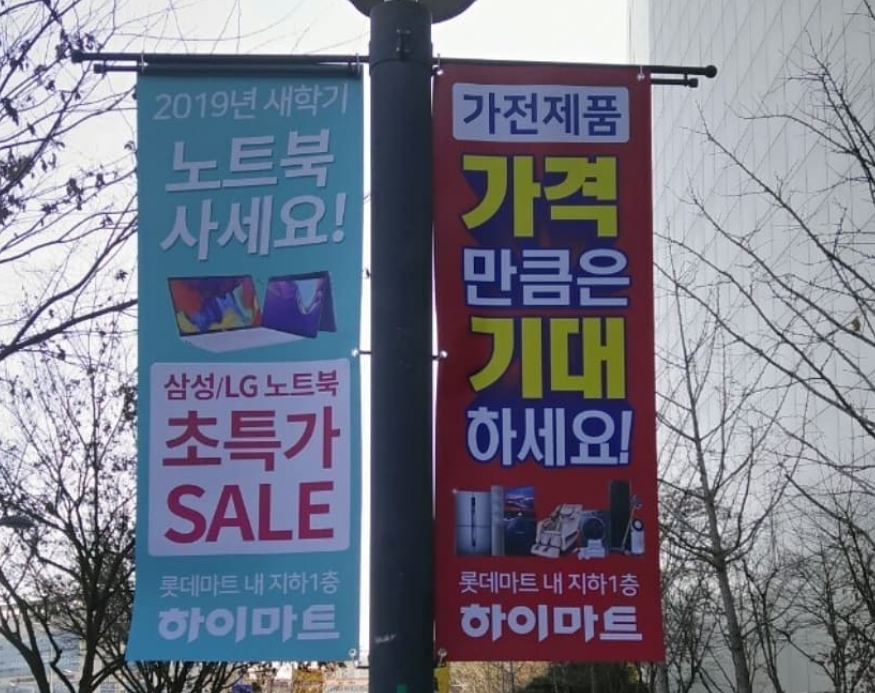 2019년 새학기
노트북
사세요!
삼성/LG 노트북
초특가
SALE
롯데마트 내 지하1층
하이마트
가전제품
가격
만큼은
기대
하세요!
롯데마트 내 지하1층
하이마트